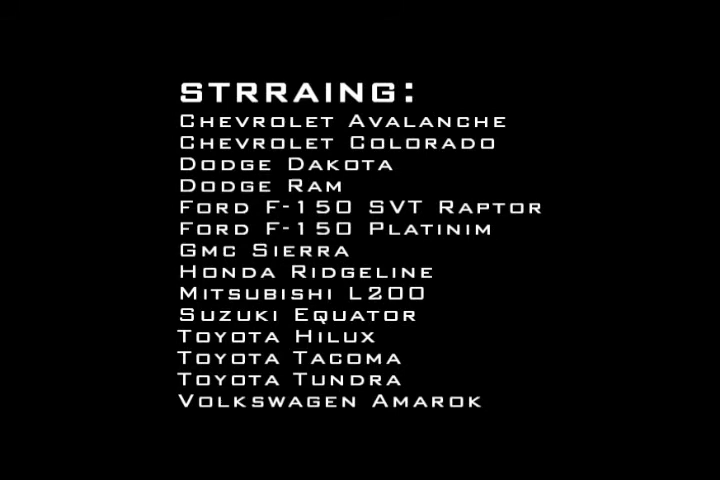 STRRAING:
CHEVROLET AVALANCHE
CHEVROLET COLORADO
DODGE DAKOTA
DODGE RAM
FORD F-150 SVT RAPTOR
FORD F-150 PLATINIM
GMC SIERRA
HONDA RIDGELINE
MITSUBISHI L200
SUZUKI EQUATOR
TOYOTA HILUX
TOYOTA TACOMA
TOYOTA TUNDRA
VOLKSWAGEN AMAROK